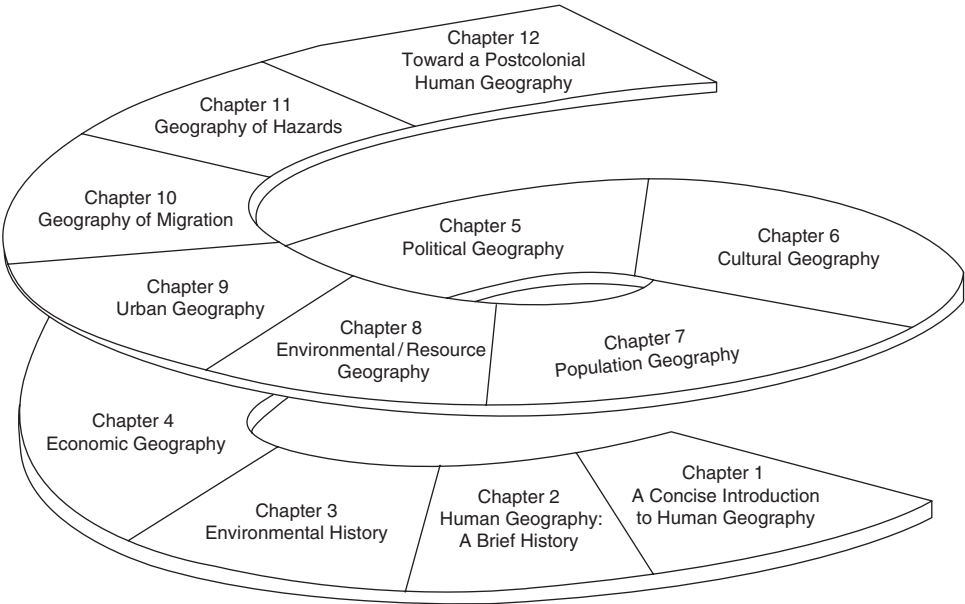 Chapter 12
Toward a Postcolonial
Human Geography
Chapter 11
Geography of Hazards
Chapter 10
Geography of Migration
Chapter 5
Political Geography
Chapter 6
Cultural Geography
Chapter 9
Urban Geography
Chapter 8
Environmental/Resource
Geography
Chapter 7
Population Geography
Chapter 4
Economic Geography
Chapter 3
Environmental History
Chapter 2
Human Geography:
A Brief History
Chapter 1
A Concise Introduction
to Human Geography